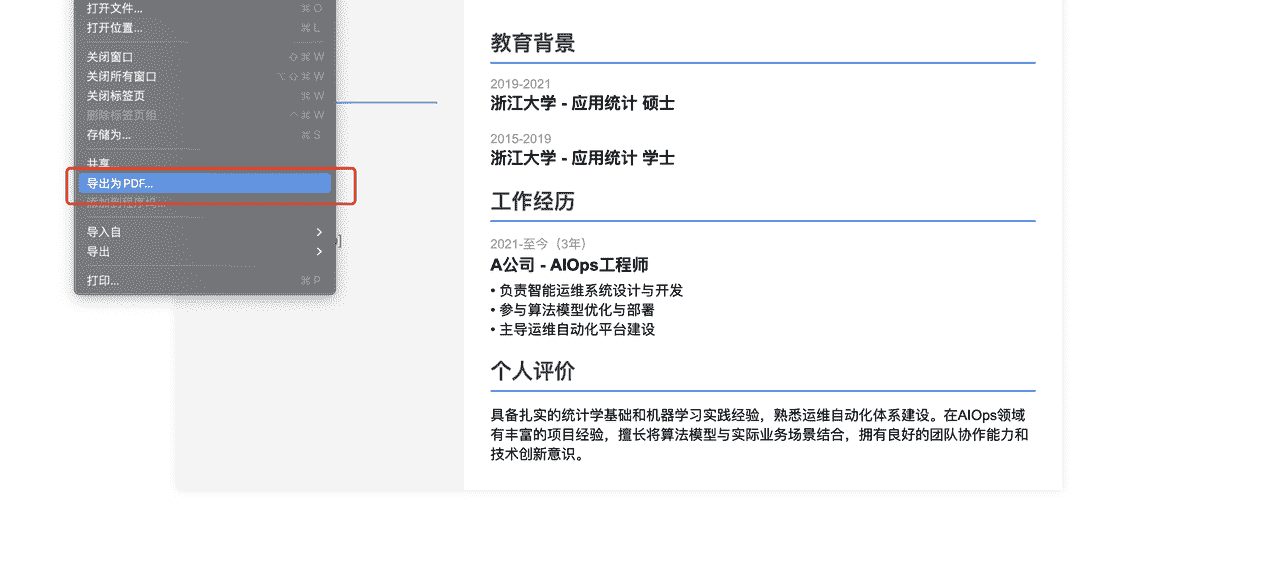 打开文件... ⌘ O
打开位置... ⌘ L
关闭窗口 ⇧ ⌘ W
关闭所有窗口 ⌥ ⇧ ⌘ W
关闭标签页 ⌘ W
删除标签页组 ^ ⌘ W
存储为... ⌘ S
共享
导出为 PDF...
导入自
导出
打印... ⌘ P
教育背景
2019-2021
浙江大学 - 应用统计 硕士
2015-2019
浙江大学 - 应用统计 学士
工作经历
2021-至今（3年）
A公司 - AIOps工程师
• 负责智能运维系统设计与开发
• 参与算法模型优化与部署
• 主导运维自动化平台建设
个人评价
具备扎实的统计学基础和机器学习实践经验，熟悉运维自动化体系建设。在AIOps领域
有丰富的项目经验，擅长将算法模型与实际业务场景结合，拥有良好的团队协作能力和
技术创新意识。